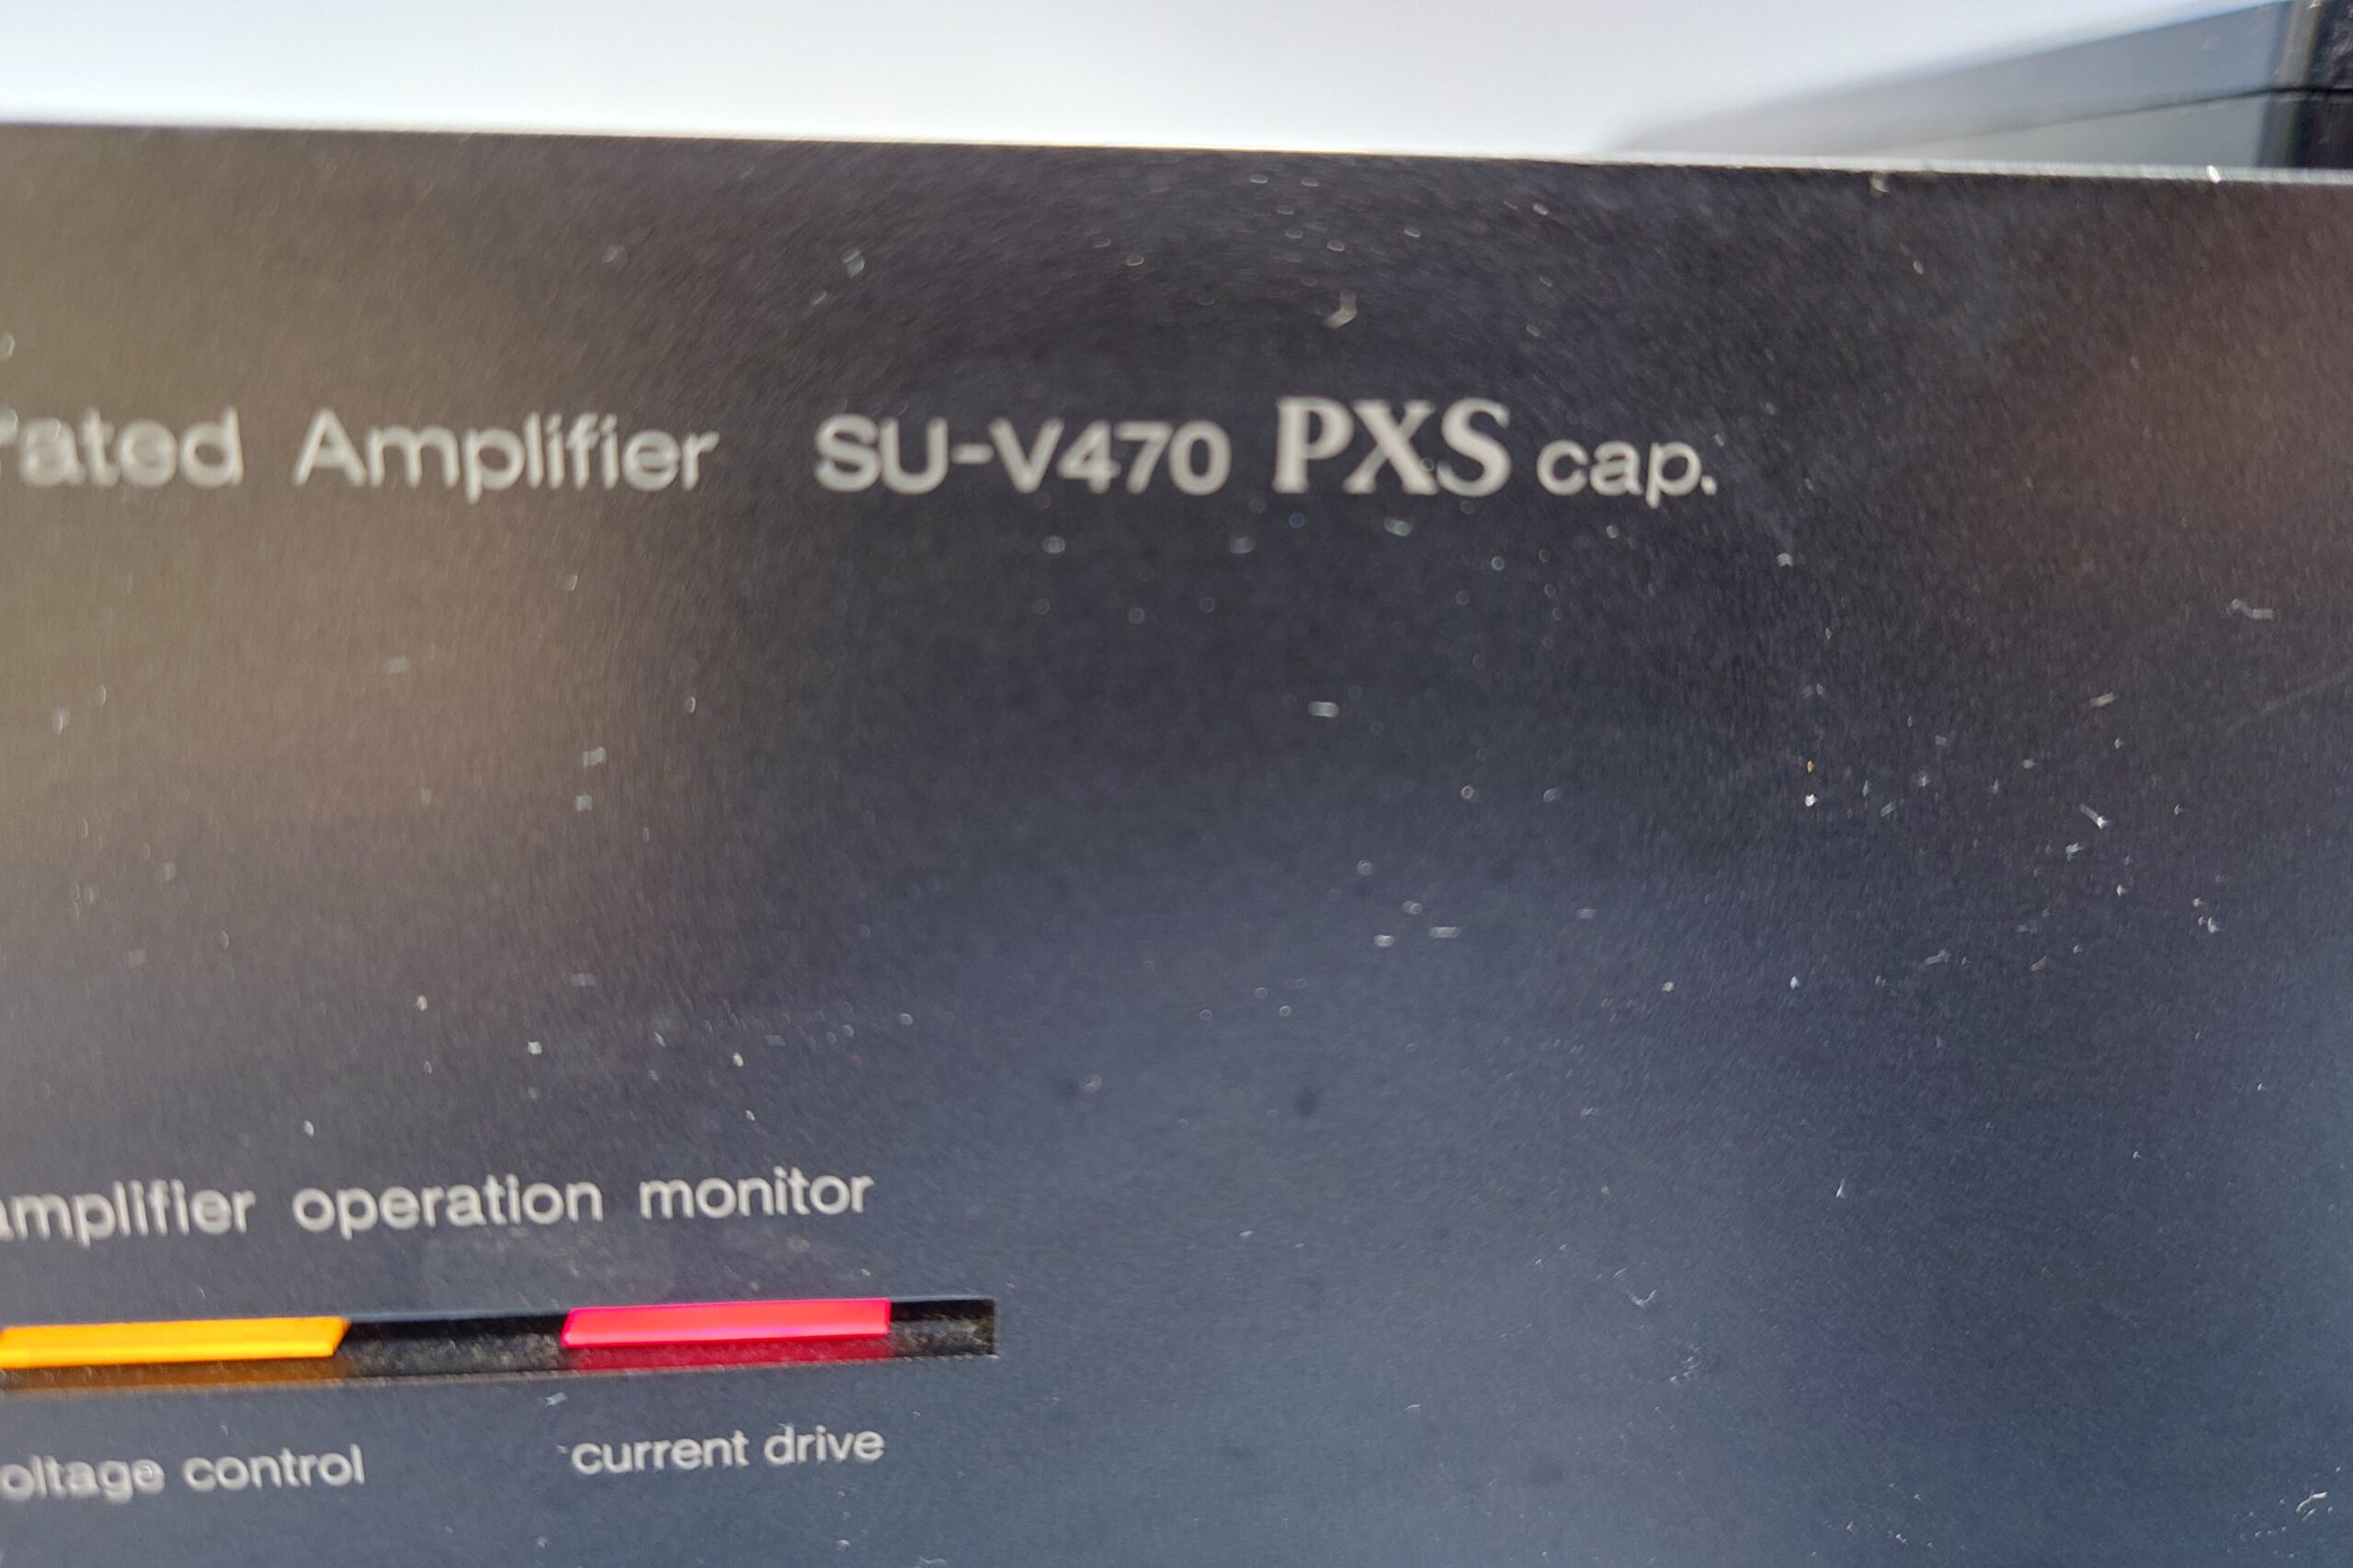 rated Amplifier SU-V470 PXS cap.
amplifier operation monitor
oltage control current drive